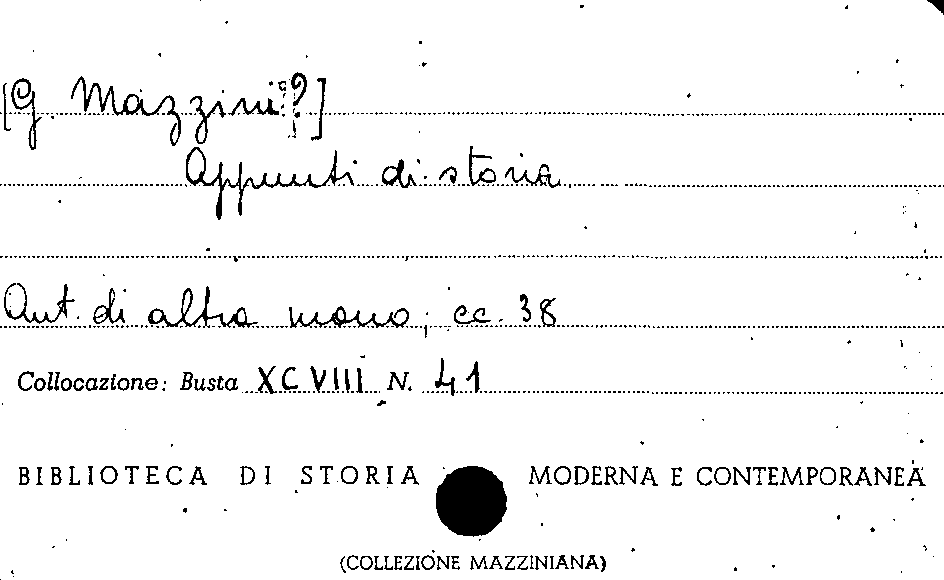 [G. Mazzini?]
Appunti di storia
Aut. di altra mano; cc. 38
Collocazione: Busta XCVIII N. 41
BIBLIOTECA DI STORIA MODERNA E CONTEMPORANEA
(COLLEZIONE MAZZINIANA)